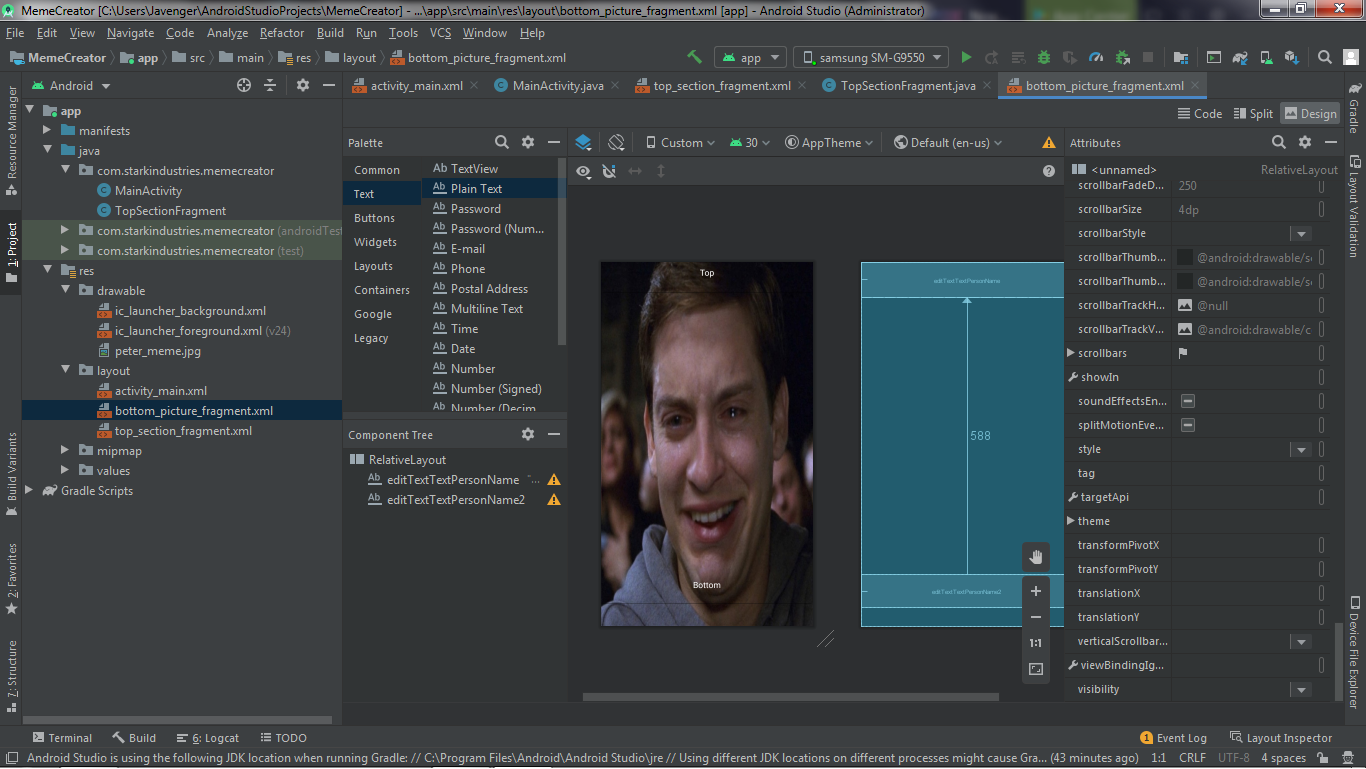 MemeCreator [C:\Users\Javenger\AndroidStudioProjects\MemeCreator] - ...\app\src\main\res\layout\bottom_picture_fragment.xml [app] - Android Studio (Administrator)
File Edit View Navigate Code Analyze Refactor Build Run Tools VCS Window Help
MemeCreator app src main res layout bottom_picture_fragment.xml app samsung SM-G9550
Android activity_main.xml MainActivity.java top_section_fragment.xml TopSectionFragment.java bottom_picture_fragment.xml
Code Split Design
Resource Manager
1: Project
Build Variants
2: Favorites
7: Structure
app
manifests
java
com.starkindustries.memecreator
MainActivity
TopSectionFragment
com.starkindustries.memecreator (androidTest
com.starkindustries.memecreator (test)
res
drawable
ic_launcher_background.xml
ic_launcher_foreground.xml (v24)
peter_meme.jpg
layout
activity_main.xml
bottom_picture_fragment.xml
top_section_fragment.xml
mipmap
values
Gradle Scripts
Palette
Common
Text
Buttons
Widgets
Layouts
Containers
Google
Legacy
Ab TextView
Ab Plain Text
Ab Password
Ab Password (Num...
Ab E-mail
Ab Phone
Ab Postal Address
Ab Multiline Text
Ab Time
Ab Date
Ab Number
Ab Number (Signed)
Ab Number (Decim
Component Tree
RelativeLayout
Ab editTextTextPersonName "...
Ab editTextTextPersonName2
Custom 30 AppTheme Default (en-us)
Top
Bottom
editTextTextPersonName
588
editTextTextPersonName2
1:1
Attributes
<unnamed> RelativeLayout
scrollbarFadeD... 250
scrollbarSize 4dp
scrollbarStyle
scrollbarThumb... @android:drawable/sc
scrollbarThumb... @android:drawable/sc
scrollbarTrackH... @null
scrollbarTrackV... @android:drawable/c
scrollbars
showIn
soundEffectsEn...
splitMotionEve...
style
tag
targetApi
theme
transformPivotX
transformPivotY
translationX
translationY
verticalScrollbar...
viewBindingIg...
visibility
Gradle
Layout Validation
Device File Explorer
Terminal Build 6: Logcat TODO 1 Event Log Layout Inspector
Android Studio is using the following JDK location when running Gradle: // C:\Program Files\Android\Android Studio\jre // Using different JDK locations on different processes might cause Gra... (43 minutes ago) 1:1 CRLF UTF-8 4 spaces